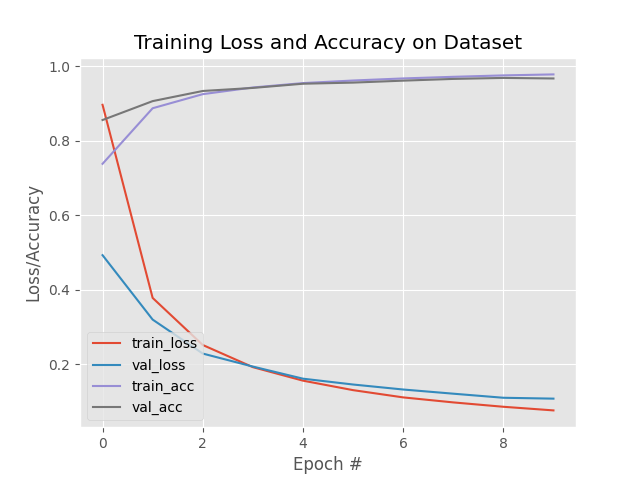 Training Loss and Accuracy on Dataset
1.0
0.8
0.6
0.4
0.2
Loss/Accuracy
train_loss
val_loss
train_acc
val_acc
0 2 4 6 8
Epoch #